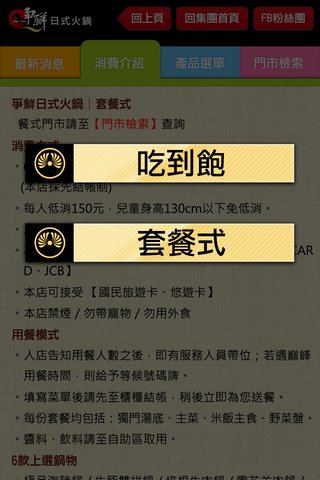 爭鮮日式火鍋
回上頁
回集團首頁
FB粉絲團
最新消息
消費介紹
產品選單
門市檢索
爭鮮日式火鍋｜套餐式
餐式門市請至【門市檢索】查詢
吃到飽
(本店採先結帳制)
• 每人低消150元，兒童身高130cm以下免低消。
套餐式
CAR
D、JCB】
• 本店可接受 【國民旅遊卡、悠遊卡】
• 本店禁煙 / 勿帶寵物 / 勿用外食
用餐模式
• 入店告知用餐人數之後，即有服務人員帶位；若遇巔峰
用餐時間，則給予等候號碼牌。
• 填寫菜單後請先至櫃檯結帳，稍後立即為您送餐。
• 每份套餐均包括：獨門湯底、主菜、米飯主食、野菜盤。
• 醬料、飲料請至自助區取用。
6款上選鍋物